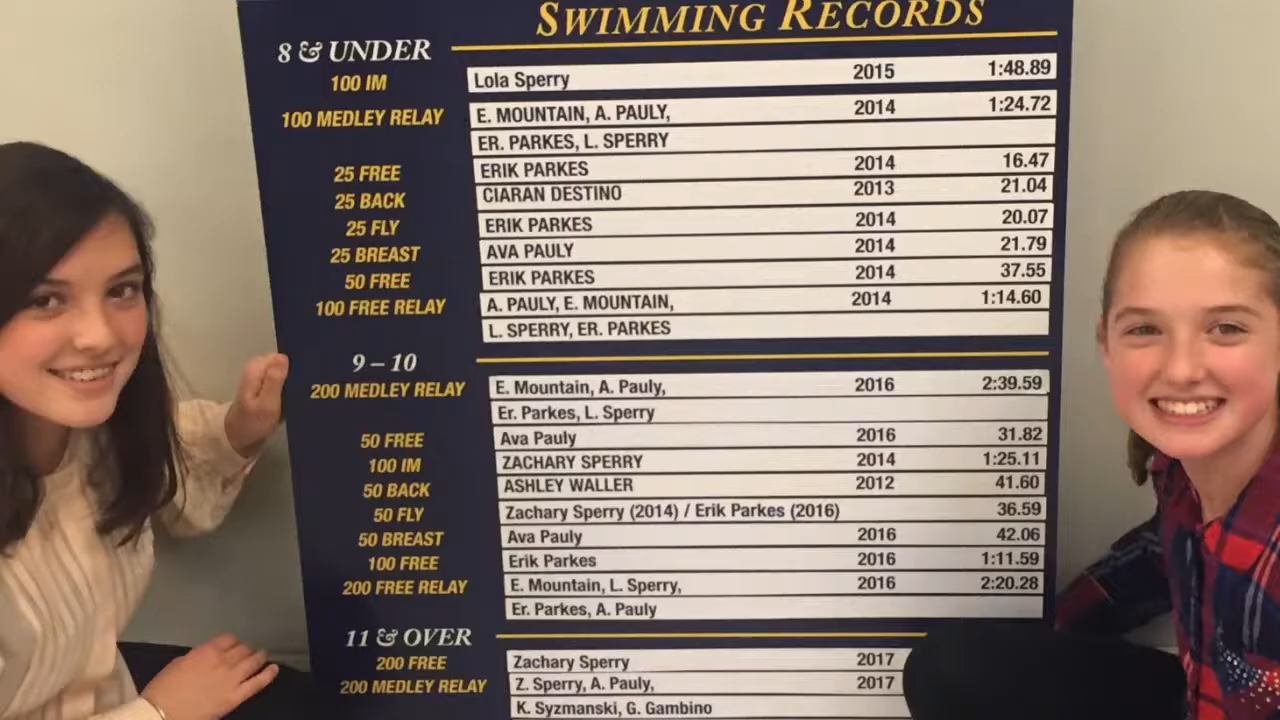 SWIMMING RECORDS
8 & UNDER
100 IM Lola Sperry 2015 1:48.89
100 MEDLEY RELAY E. MOUNTAIN, A. PAULY, 2014 1:24.72
ER. PARKES, L. SPERRY
25 FREE ERIK PARKES 2014 16.47
25 BACK CIARAN DESTINO 2013 21.04
25 FLY ERIK PARKES 2014 20.07
25 BREAST AVA PAULY 2014 21.79
50 FREE ERIK PARKES 2014 37.55
100 FREE RELAY A. PAULY, E. MOUNTAIN, 2014 1:14.60
L. SPERRY, ER. PARKES
9 – 10
200 MEDLEY RELAY E. Mountain, A. Pauly, 2016 2:39.59
Er. Parkes, L. Sperry
50 FREE Ava Pauly 2016 31.82
100 IM ZACHARY SPERRY 2014 1:25.11
50 BACK ASHLEY WALLER 2012 41.60
50 FLY Zachary Sperry (2014) / Erik Parkes (2016) 36.59
50 BREAST Ava Pauly 2016 42.06
100 FREE Erik Parkes 2016 1:11.59
200 FREE RELAY E. Mountain, L. Sperry, 2016 2:20.28
Er. Parkes, A. Pauly
11 & OVER
200 FREE Zachary Sperry 2017
200 MEDLEY RELAY Z. Sperry, A. Pauly, 2017
K. Syzmanski, G. Gambino